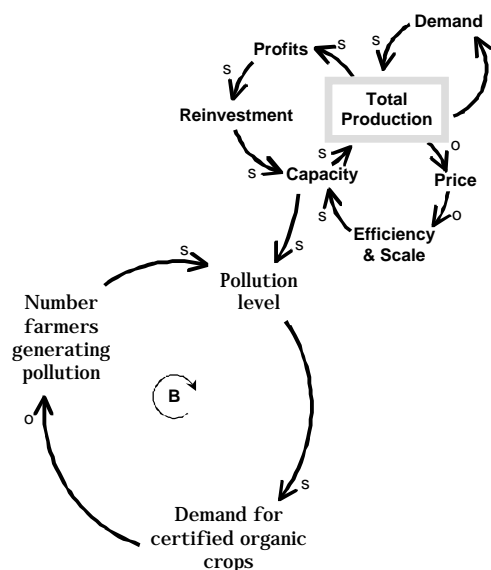 Demand
s
Profits
s
s
Total
Production
Reinvestment
s
s
o
Capacity
Price
s
o
Efficiency
& Scale
s
s
Pollution
level
Number
farmers
generating
pollution
B
o
s
Demand for
certified organic
crops